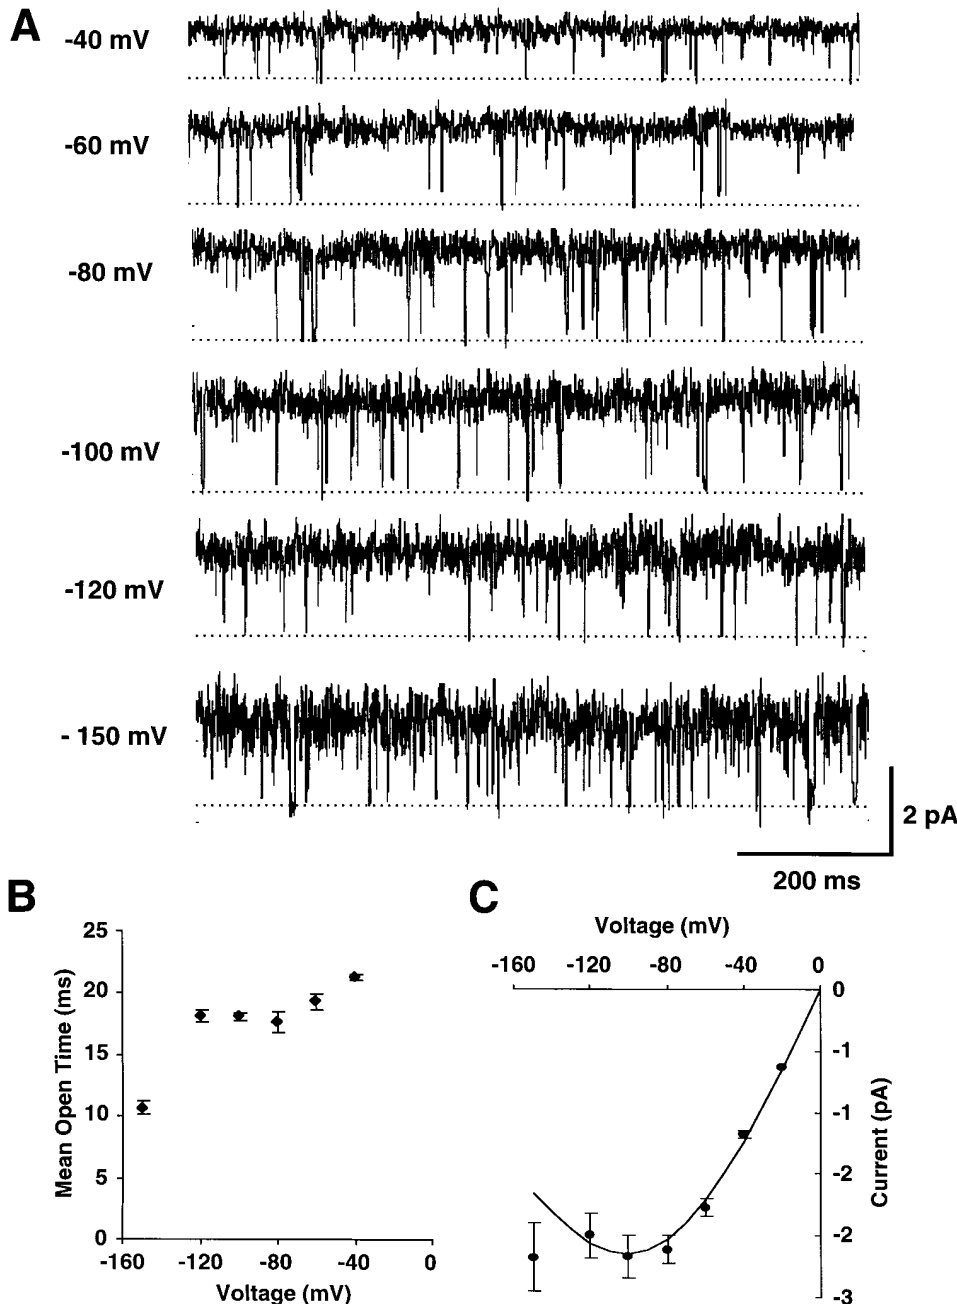 A
-40 mV
-60 mV
-80 mV
-100 mV
-120 mV
- 150 mV
2 pA
200 ms
B
25
20
15
10
5
0
-160 -120 -80 -40 0
Mean Open Time (ms)
Voltage (mV)
C
Voltage (mV)
-160 -120 -80 -40 0
0
-1
-1
-2
-2
-3
Current (pA)